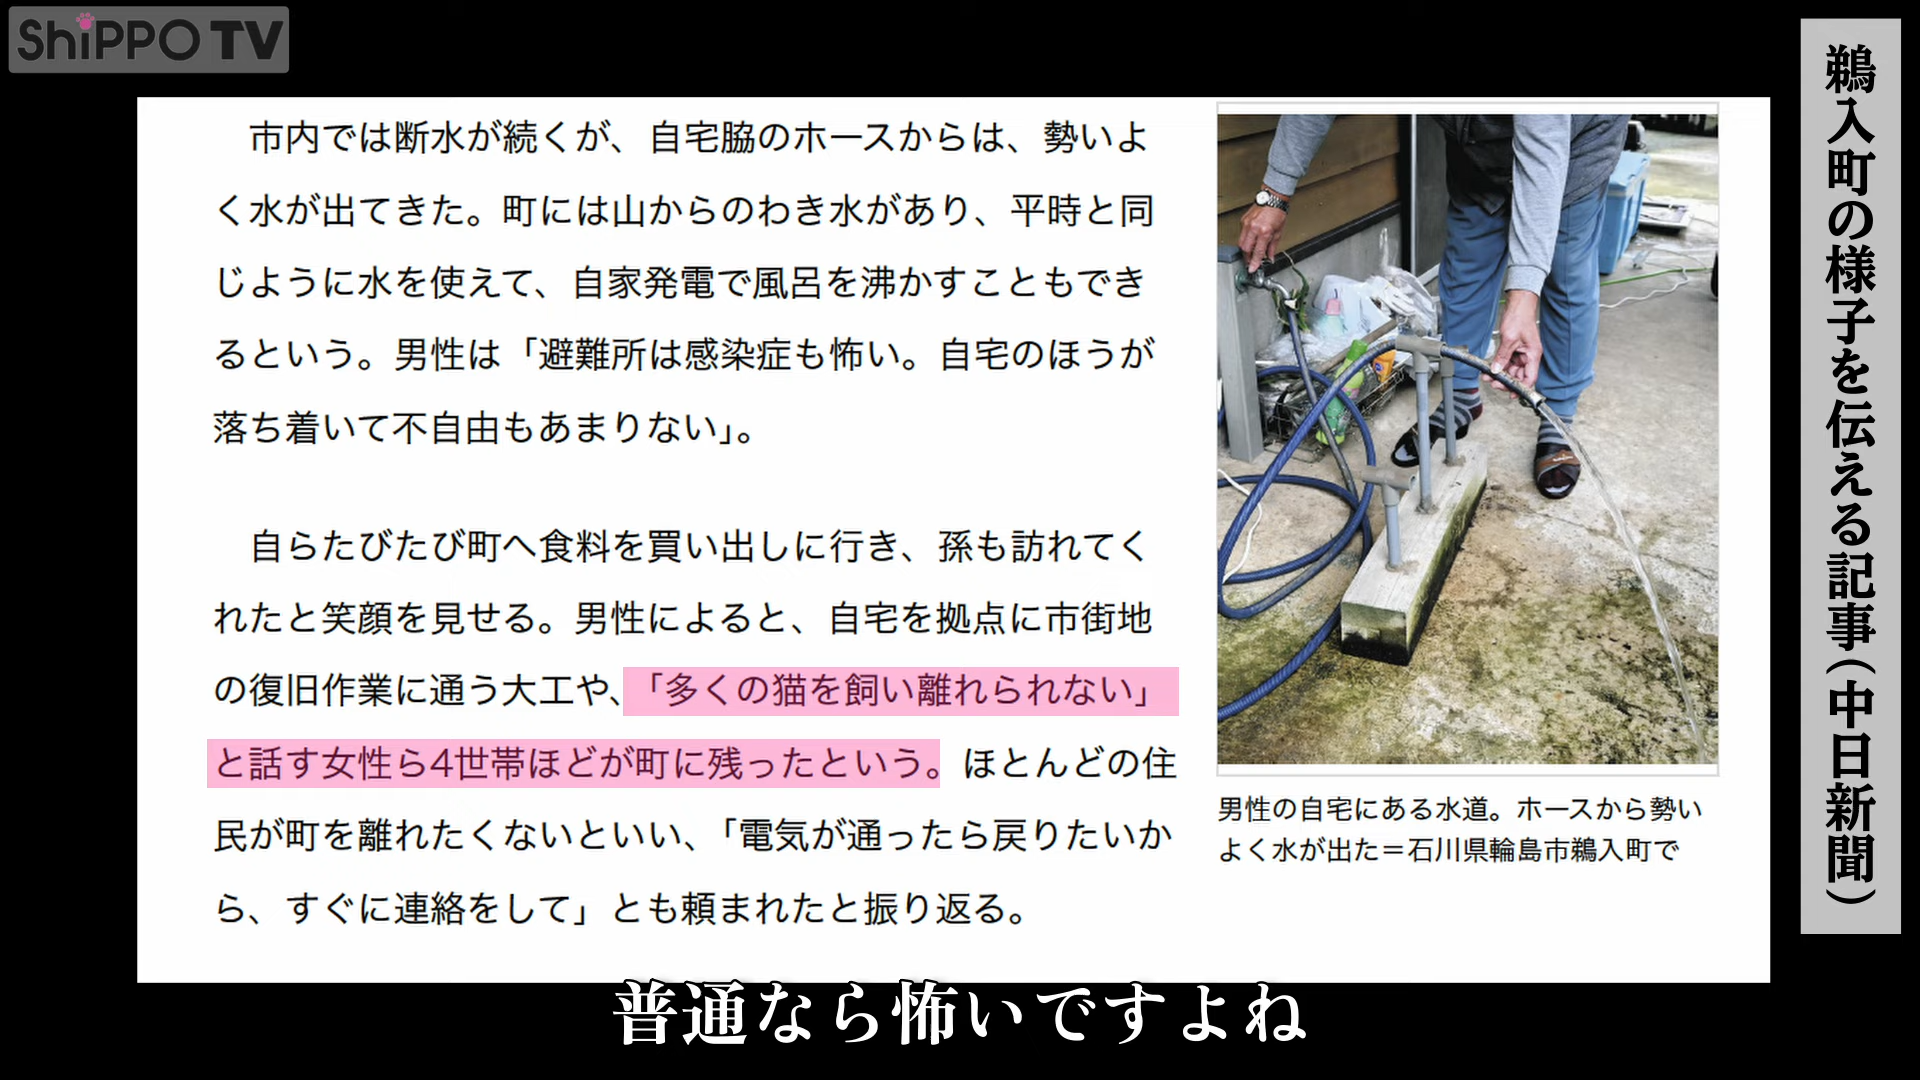 ShiPPO TV
市内では断水が続くが、自宅脇のホースからは、勢いよ
く水が出てきた。町には山からのわき水があり、平時と同
じように水を使えて、自家発電で風呂を沸かすこともでき
るという。男性は「避難所は感染症も怖い。自宅のほうが
落ち着いて不自由もあまりない」。
自らたびたび町へ食料を買い出しに行き、孫も訪れてく
れたと笑顔を見せる。男性によると、自宅を拠点に市街地
の復旧作業に通う大工や、「多くの猫を飼い離れられない」
と話す女性ら4世帯ほどが町に残ったという。ほとんどの住
民が町を離れたくないといい、「電気が通ったら戻りたいか
ら、すぐに連絡をして」とも頼まれたと振り返る。
男性の自宅にある水道。ホースから勢い
よく水が出た＝石川県輪島市鵜入町で
鵜入町の様子を伝える記事(中日新聞)
普通なら怖いですよね